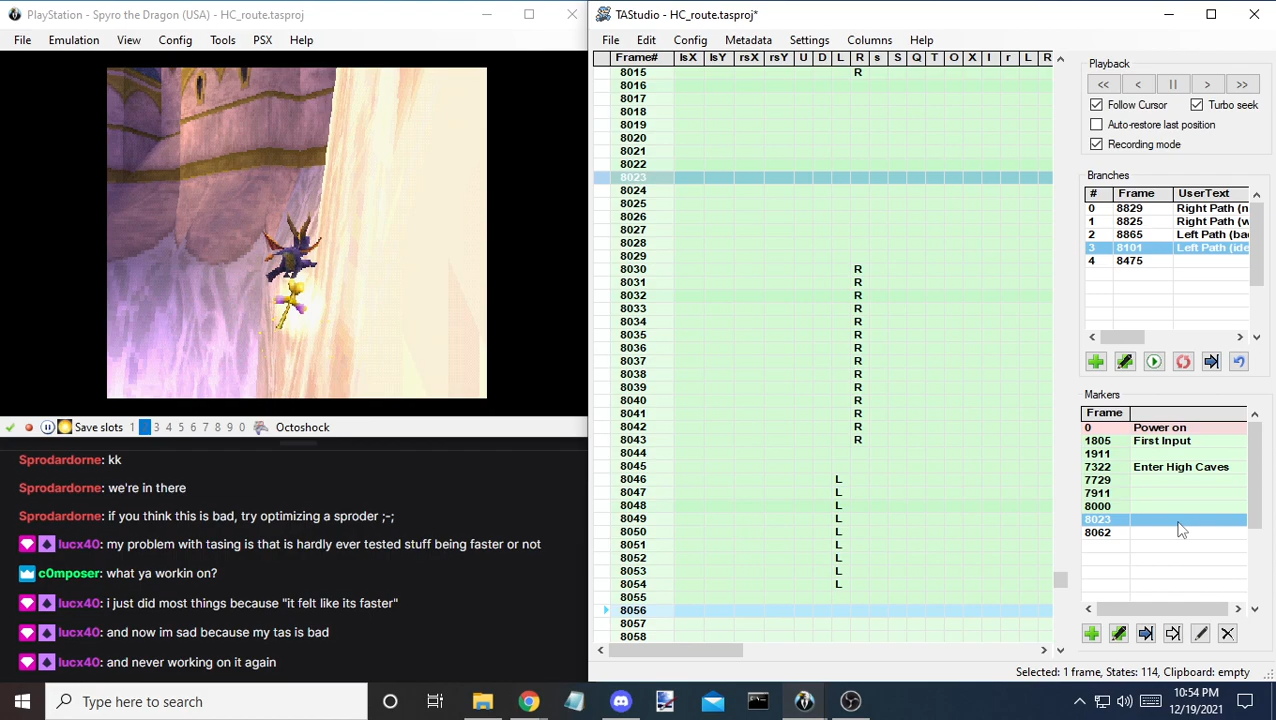 PlayStation - Spyro the Dragon (USA) - HC_route.tasproj
File Emulation View Config Tools PSX Help
Save slots 1 2 3 4 5 6 7 8 9 0 Octoshock
Sprodardorne: kk
Sprodardorne: we're in there
Sprodardorne: if you think this is bad, try optimizing a sproder ;-;
lucx40: my problem with tasing is that is hardly ever tested stuff being faster or not
c0mposer: what ya workin on?
lucx40: i just did most things because "it felt like its faster"
lucx40: and now im sad because my tas is bad
lucx40: and never working on it again
TAStudio - HC_route.tasproj*
File Edit Config Metadata Settings Columns Help
Frame# lsX lsY rsX rsY U D L R s S Q T O X l r L R
8015 R
8016
8017
8018
8019
8020
8021
8022
8023
8024
8025
8026
8027
8028
8029
8030 R
8031 R
8032 R
8033 R
8034 R
8035 R
8036 R
8037 R
8038 R
8039 R
8040 R
8041 R
8042 R
8043 R
8044
8045
8046 L
8047 L
8048 L
8049 L
8050 L
8051 L
8052 L
8053 L
8054 L
8055
8056
8057
8058
Playback
<< < || > >>
Follow Cursor Turbo seek
Auto-restore last position
Recording mode
Branches
# Frame UserText
0 8829 Right Path (n
1 8825 Right Path (w
2 8865 Left Path (ba
3 8101 Left Path (ide
4 8475
Markers
Frame
0 Power on
1805 First Input
1911
7322 Enter High Caves
7729
7911
8000
8023
8062
Selected: 1 frame, States: 114, Clipboard: empty
Type here to search
10:54 PM
12/19/2021